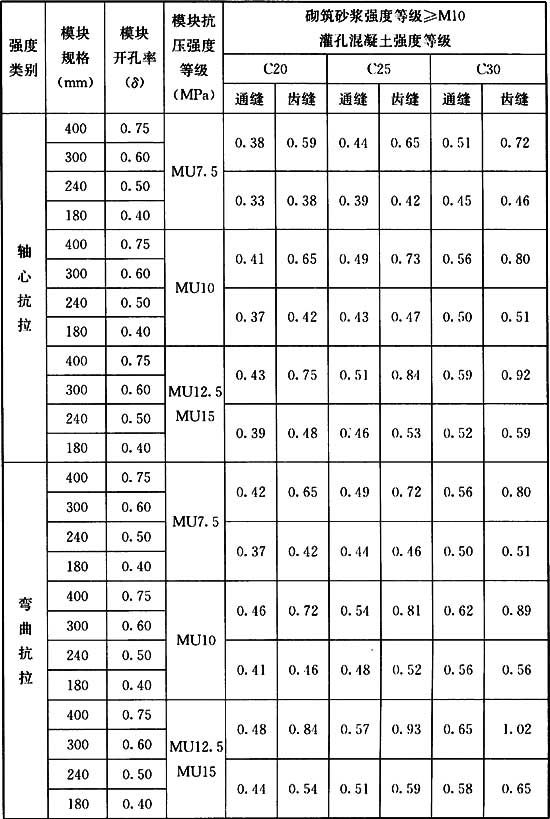 强度类别 模块规格(mm) 模块开孔率(δ) 模块抗压强度等级(MPa) 砌筑砂浆强度等级≥M10
灌孔混凝土强度等级
C20 C25 C30
通缝 齿缝 通缝 齿缝 通缝 齿缝
轴心抗拉
400 0.75 MU7.5 0.38 0.59 0.44 0.65 0.51 0.72
300 0.60
240 0.50 0.33 0.38 0.39 0.42 0.45 0.46
180 0.40
400 0.75 MU10 0.41 0.65 0.49 0.73 0.56 0.80
300 0.60
240 0.50 0.37 0.42 0.43 0.47 0.50 0.51
180 0.40
400 0.75 MU12.5 MU15 0.43 0.75 0.51 0.84 0.59 0.92
300 0.60
240 0.50 0.39 0.48 0.46 0.53 0.52 0.59
180 0.40
弯曲抗拉
400 0.75 MU7.5 0.42 0.65 0.49 0.72 0.56 0.80
300 0.60
240 0.50 0.37 0.42 0.44 0.46 0.50 0.51
180 0.40
400 0.75 MU10 0.46 0.72 0.54 0.81 0.62 0.89
300 0.60
240 0.50 0.41 0.46 0.48 0.52 0.56 0.56
180 0.40
400 0.75 MU12.5 MU15 0.48 0.84 0.57 0.93 0.65 1.02
300 0.60
240 0.50 0.44 0.54 0.51 0.59 0.58 0.65
180 0.40